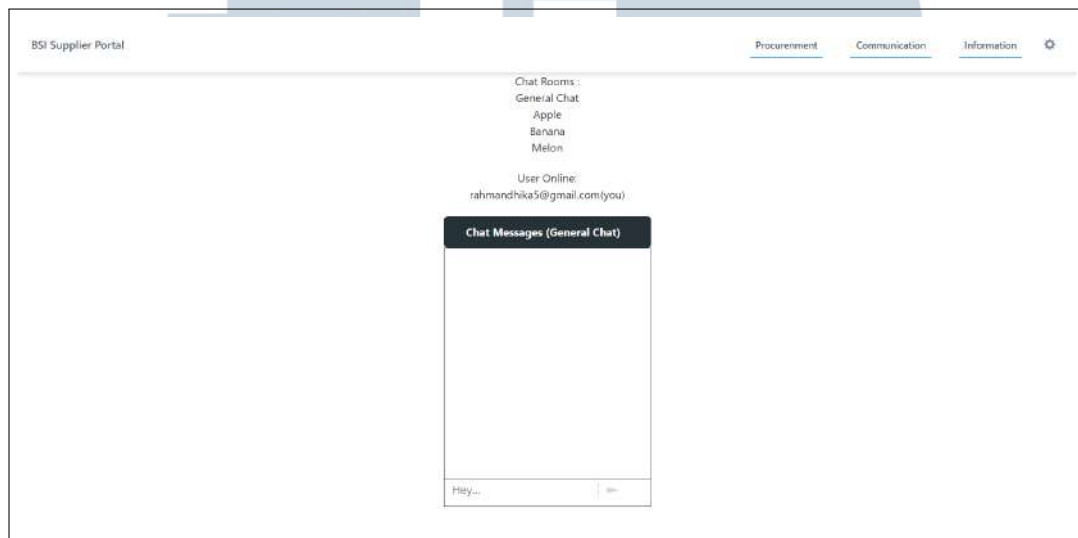 BSI Supplier Portal
Procurenment
Communication
Information
Chat Rooms :
General Chat
Apple
Banana
Melon
User Online:
rahmandhika5@gmail.com(you)
Chat Messages (General Chat)
Hey...